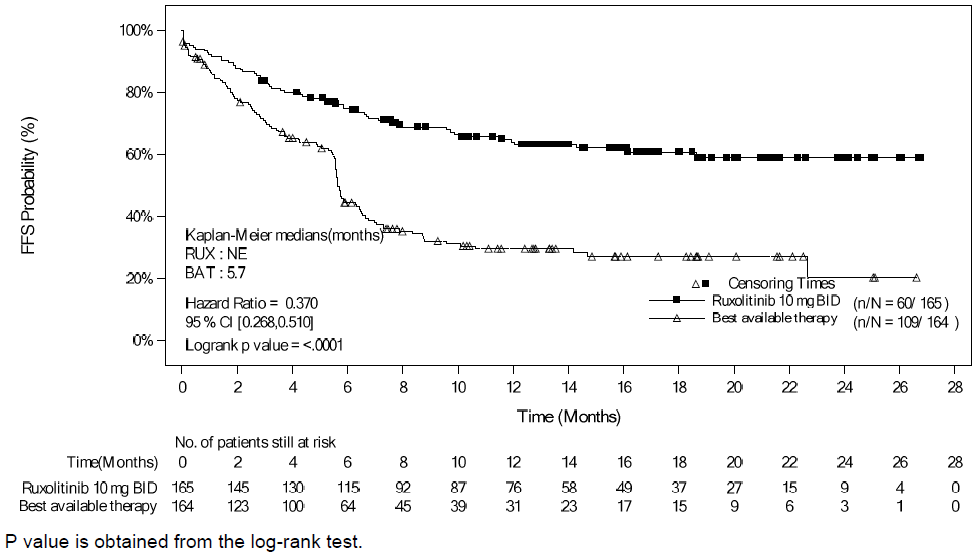 100%
80%
60%
40%
20%
0%
FFS Probability (%)
Kaplan-Meier medians(months)
RUX : NE
BAT : 5.7
Hazard Ratio = 0.370
95 % CI [0.268,0.510]
Logrank p value = <.0001
Censoring Times
Ruxolitinib 10 mg BID (n/N = 60/ 165)
Best available therapy (n/N = 109/ 164 )
0 2 4 6 8 10 12 14 16 18 20 22 24 26 28
Time (Months)
No. of patients still at risk
Time(Months) 0 2 4 6 8 10 12 14 16 18 20 22 24 26 28
Ruxolitinib 10 mg BID 165 145 130 115 92 87 76 58 49 37 27 15 9 4 0
Best available therapy 164 123 100 64 45 39 31 23 17 15 9 6 3 1 0
P value is obtained from the log-rank test.